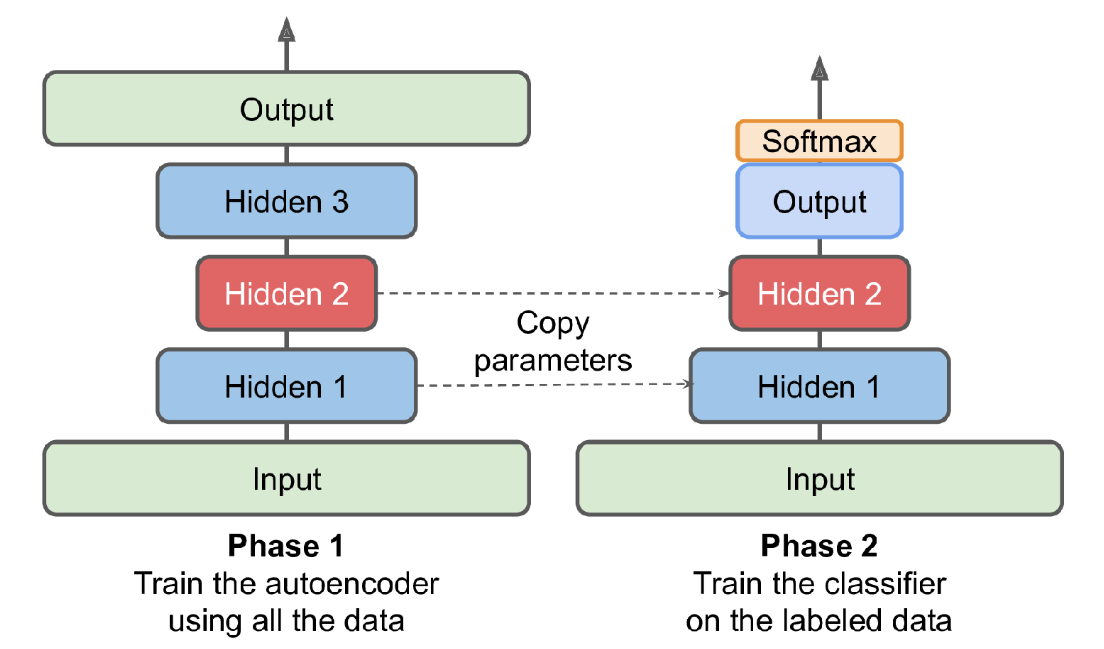 Output
Hidden 3
Hidden 2
Hidden 1
Input
Phase 1
Train the autoencoder
using all the data
Copy
parameters
Softmax
Output
Hidden 2
Hidden 1
Input
Phase 2
Train the classifier
on the labeled data